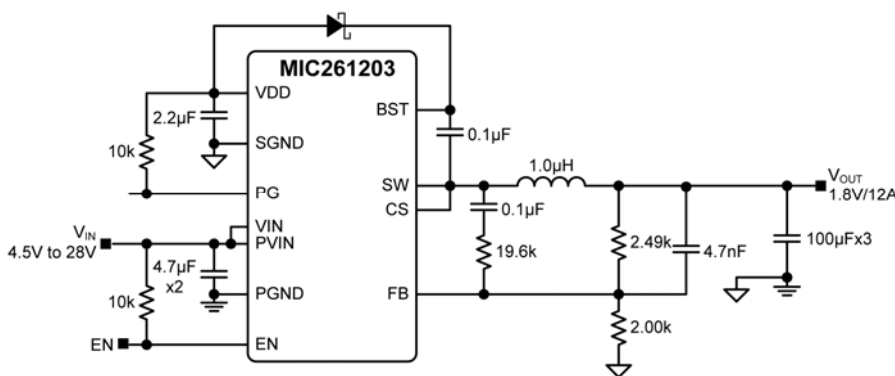 MIC261203
VDD
BST
2.2µF
0.1µF
SGND
10k
1.0µH
PG
SW
VOUT
1.8V/12A
CS
VIN
0.1µF
VIN
4.5V to 28V
PVIN
2.49k
4.7nF
100µFx3
19.6k
4.7µF
x2
10k
PGND
FB
2.00k
EN
EN